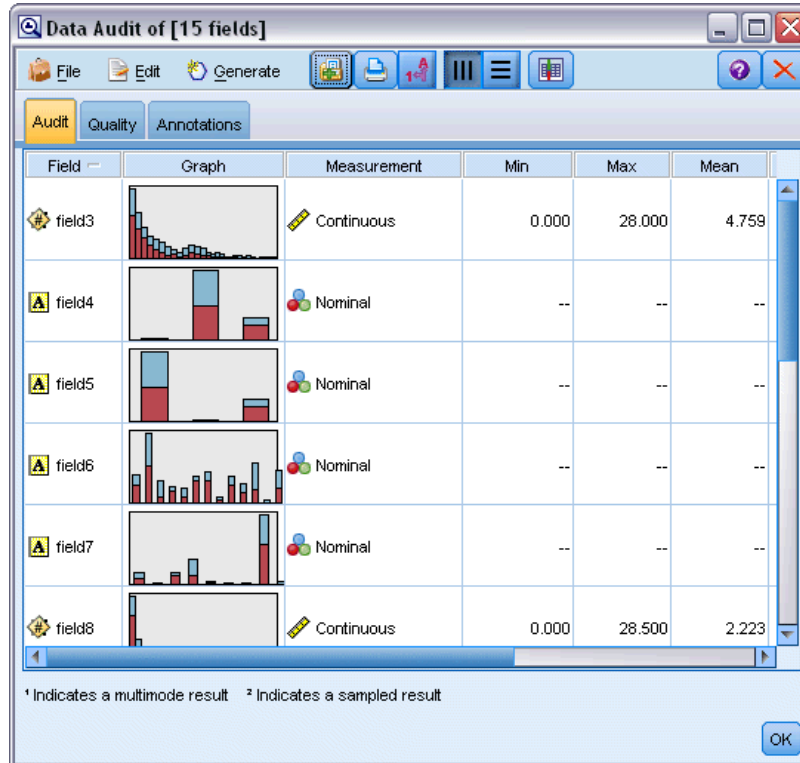 Data Audit of [15 fields]
File Edit Generate
Audit Quality Annotations
Field Graph Measurement Min Max Mean
field3 Continuous 0.000 28.000 4.759
A field4 Nominal -- -- --
A field5 Nominal -- -- --
A field6 Nominal -- -- --
A field7 Nominal -- -- --
field8 Continuous 0.000 28.500 2.223
¹ Indicates a multimode result ² Indicates a sampled result
OK